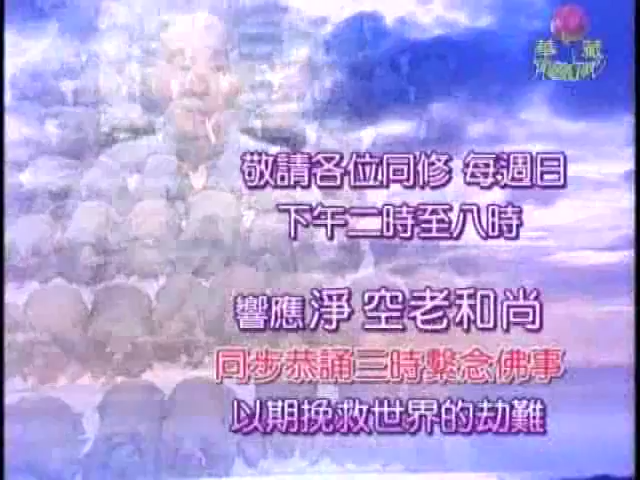 華藏
敬請各位同修 每週日
下午二時至八時
響應淨 空老和尚
同步恭誦三時繫念佛事
以期挽救世界的劫難